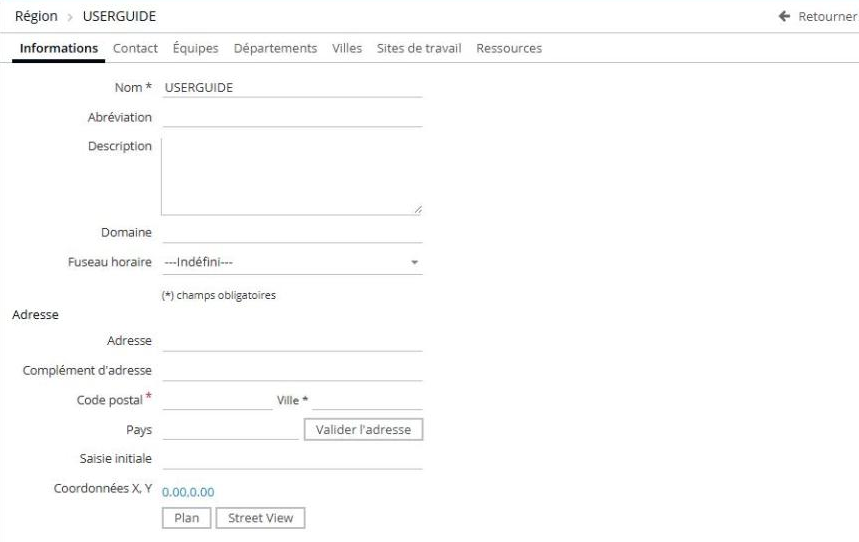 Région > USERGUIDE
Retourner
Informations Contact Équipes Départements Villes Sites de travail Ressources
Nom * USERGUIDE
Abréviation
Description
Domaine
Fuseau horaire ---Indéfini---
(*) champs obligatoires
Adresse
Adresse
Complément d'adresse
Code postal * Ville *
Pays Valider l'adresse
Saisie initiale
Coordonnées X, Y 0.00,0.00
Plan Street View